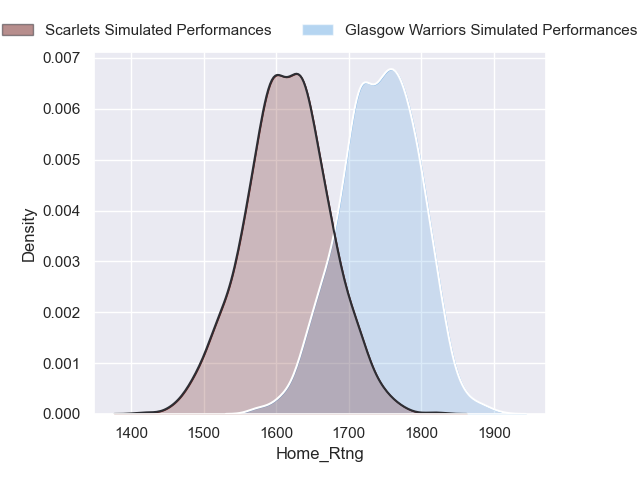 Scarlets Simulated Performances
Glasgow Warriors Simulated Performances
0.007
0.006
0.005
0.004
0.003
0.002
0.001
0.000
Density
1400 1500 1600 1700 1800 1900
Home_Rtng